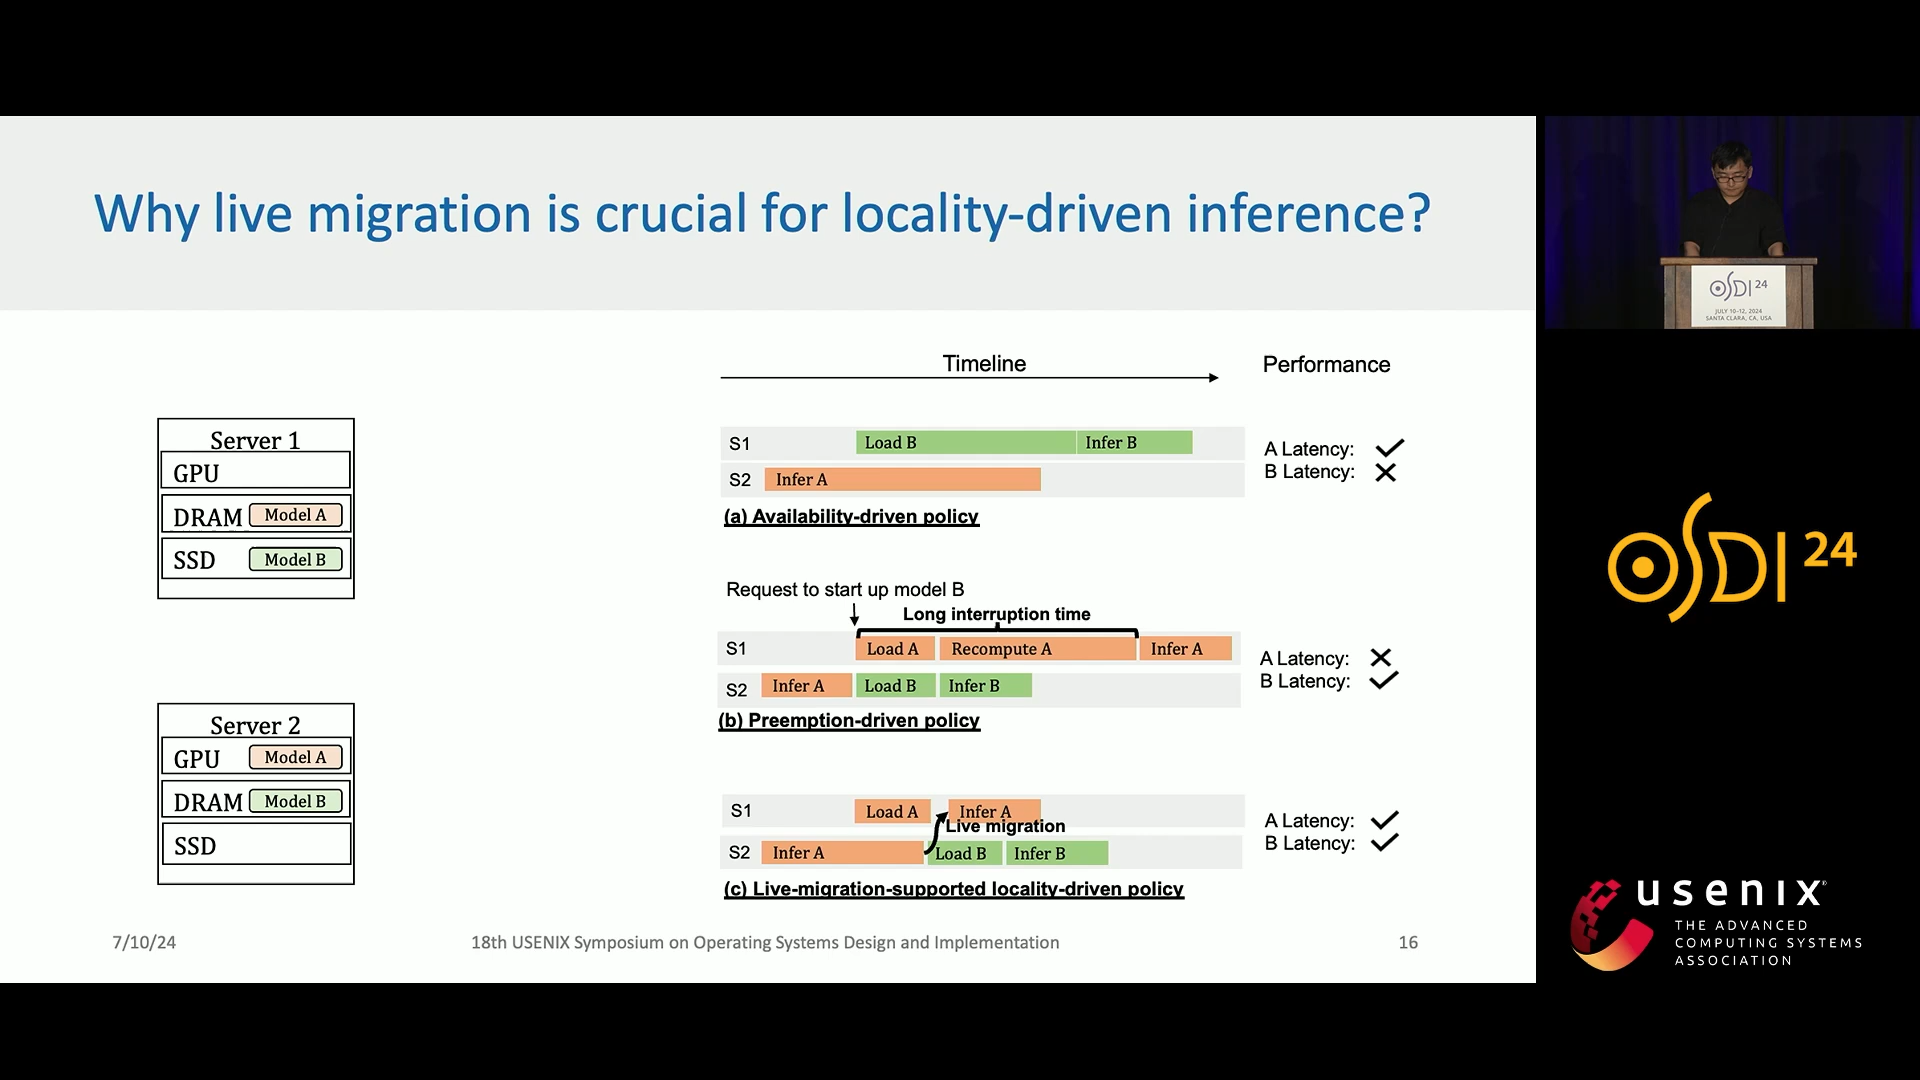 Why live migration is crucial for locality-driven inference?
Server 1
GPU
DRAM Model A
SSD Model B
Server 2
GPU Model A
DRAM Model B
SSD
Timeline
Performance
S1 Load B Infer B
S2 Infer A
A Latency: ✓
B Latency: ✕
(a) Availability-driven policy
Request to start up model B
Long interruption time
S1 Load A Recompute A Infer A
S2 Infer A Load B Infer B
A Latency: ✕
B Latency: ✓
(b) Preemption-driven policy
S1 Load A Infer A
Live migration
S2 Infer A Load B Infer B
A Latency: ✓
B Latency: ✓
(c) Live-migration-supported locality-driven policy
7/10/24
18th USENIX Symposium on Operating Systems Design and Implementation
16
OSDI 24
JULY 10–12, 2024
SANTA CLARA, CA, USA
OSDI 24
usenix®
THE ADVANCED
COMPUTING SYSTEMS
ASSOCIATION